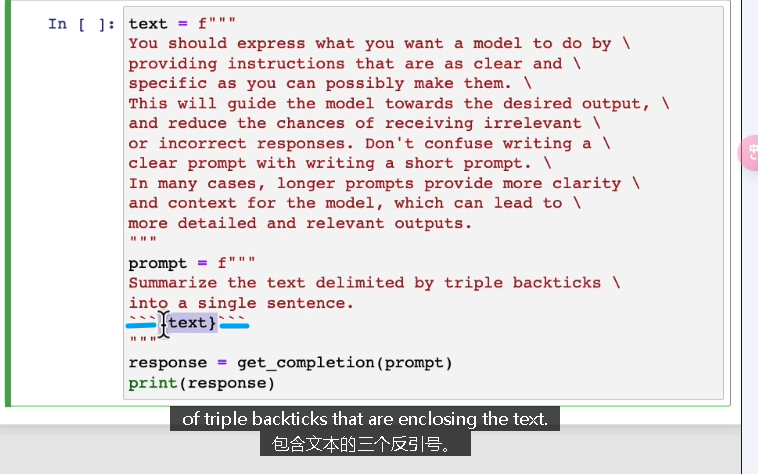 In [ ]: text = f"""
You should express what you want a model to do by \
providing instructions that are as clear and \
specific as you can possibly make them. \
This will guide the model towards the desired output, \
and reduce the chances of receiving irrelevant \
or incorrect responses. Don't confuse writing a \
clear prompt with writing a short prompt. \
In many cases, longer prompts provide more clarity \
and context for the model, which can lead to \
more detailed and relevant outputs.
"""
prompt = f"""
Summarize the text delimited by triple backticks \
into a single sentence.
```{text}```
"""
response = get_completion(prompt)
print(response)
of triple backticks that are enclosing the text.
包含文本的三个反引号。